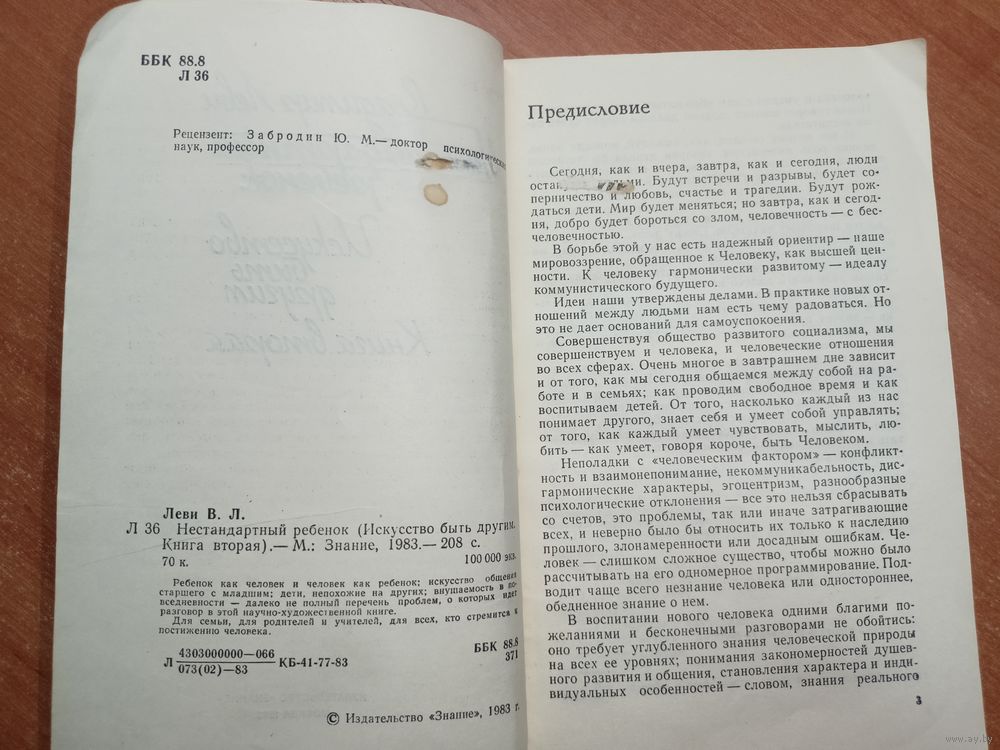 ББК 88.8
Л 36
Рецензент: Забродин Ю. М.— доктор психологических
наук, профессор
Леви В. Л.
Л 36 Нестандартный ребенок (Искусство быть другим.
Книга вторая).— М.: Знание, 1983.— 208 с.
70 к. 100 000 экз.
Ребенок как человек и человек как ребенок; искусство общения
старшего с младшим; дети, непохожие на других; внушаемость в по-
вседневности — далеко не полный перечень проблем, о которых идет
разговор в этой научно-художественной книге.
Для семьи, для родителей и учителей, для всех, кто стремится к
постижению человека.
Л 4303000000—066
073(02)—83 КБ-41-77-83
ББК 88.8
371
© Издательство «Знание», 1983 г.
Предисловие
Сегодня, как и вчера, завтра, как и сегодня, люди
оста ми. Будут встречи и разрывы, будет со-
перничество и любовь, счастье и трагедии. Будут рож-
даться дети. Мир будет меняться; но завтра, как и сегод-
ня, добро будет бороться со злом, человечность — с бес-
человечностью.
В борьбе этой у нас есть надежный ориентир — наше
мировоззрение, обращенное к Человеку, как высшей цен-
ности. К человеку гармонически развитому — идеалу
коммунистического будущего.
Идеи наши утверждены делами. В практике новых от-
ношений между людьми нам есть чему радоваться. Но
это не дает оснований для самоуспокоения.
Совершенствуя общество развитого социализма, мы
совершенствуем и человека, и человеческие отношения
во всех сферах. Очень многое в завтрашнем дне зависит
и от того, как мы сегодня общаемся между собой на ра-
боте и в семьях; как проводим свободное время и как
воспитываем детей. От того, насколько каждый из нас
понимает другого, знает себя и умеет собой управлять;
от того, как каждый умеет чувствовать, мыслить, лю-
бить — как умеет, говоря короче, быть Человеком.
Неполадки с «человеческим фактором» — конфликт-
ность и взаимонепонимание, некоммуникабельность, дис-
гармонические характеры, эгоцентризм, разнообразные
психологические отклонения — все это нельзя сбрасывать
со счетов, это проблемы, так или иначе затрагивающие
всех, и неверно было бы относить их только к наследию
прошлого, злонамеренности или досадным ошибкам. Че-
ловек — слишком сложное существо, чтобы можно было
рассчитывать на его одномерное программирование. Под-
водит чаще всего незнание человека или одностороннее,
обедненное знание о нем.
В воспитании нового человека одними благими по-
желаниями и бесконечными разговорами не обойтись:
оно требует углубленного знания человеческой природы
на всех ее уровнях; понимания закономерностей душев-
ного развития и общения, становления характера и инди-
видуальных особенностей — словом, знания реального
3
www.ay.by